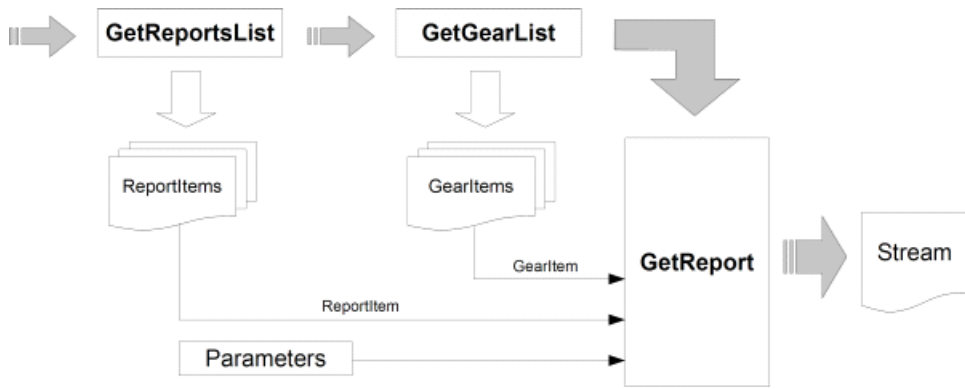 GetReportsList
GetGearList
ReportItems
GearItems
GetReport
Stream
GearItem
ReportItem
Parameters